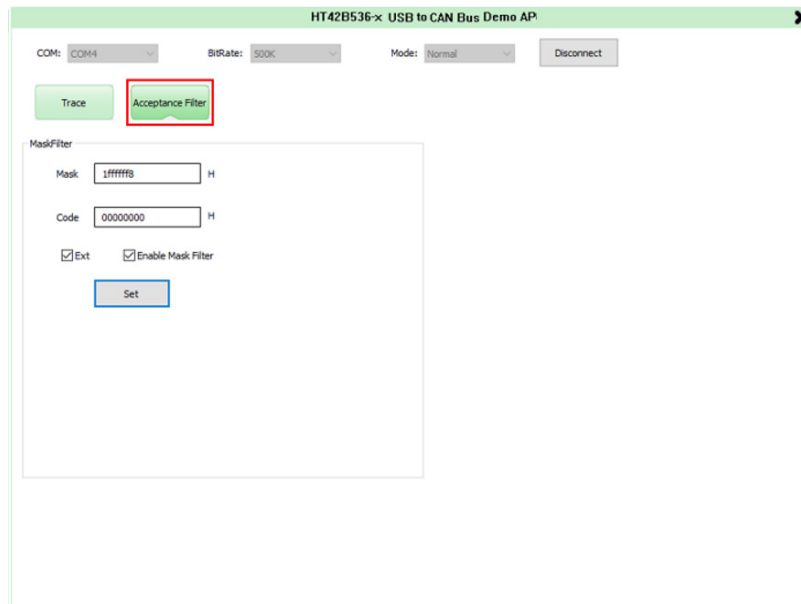 HT42B536-x USB to CAN Bus Demo AP
COM: COM4 BitRate: 500K Mode: Normal Disconnect
Trace Acceptance Filter
MaskFilter
Mask 1ffffff8 H
Code 00000000 H
Ext Enable Mask Filter
Set